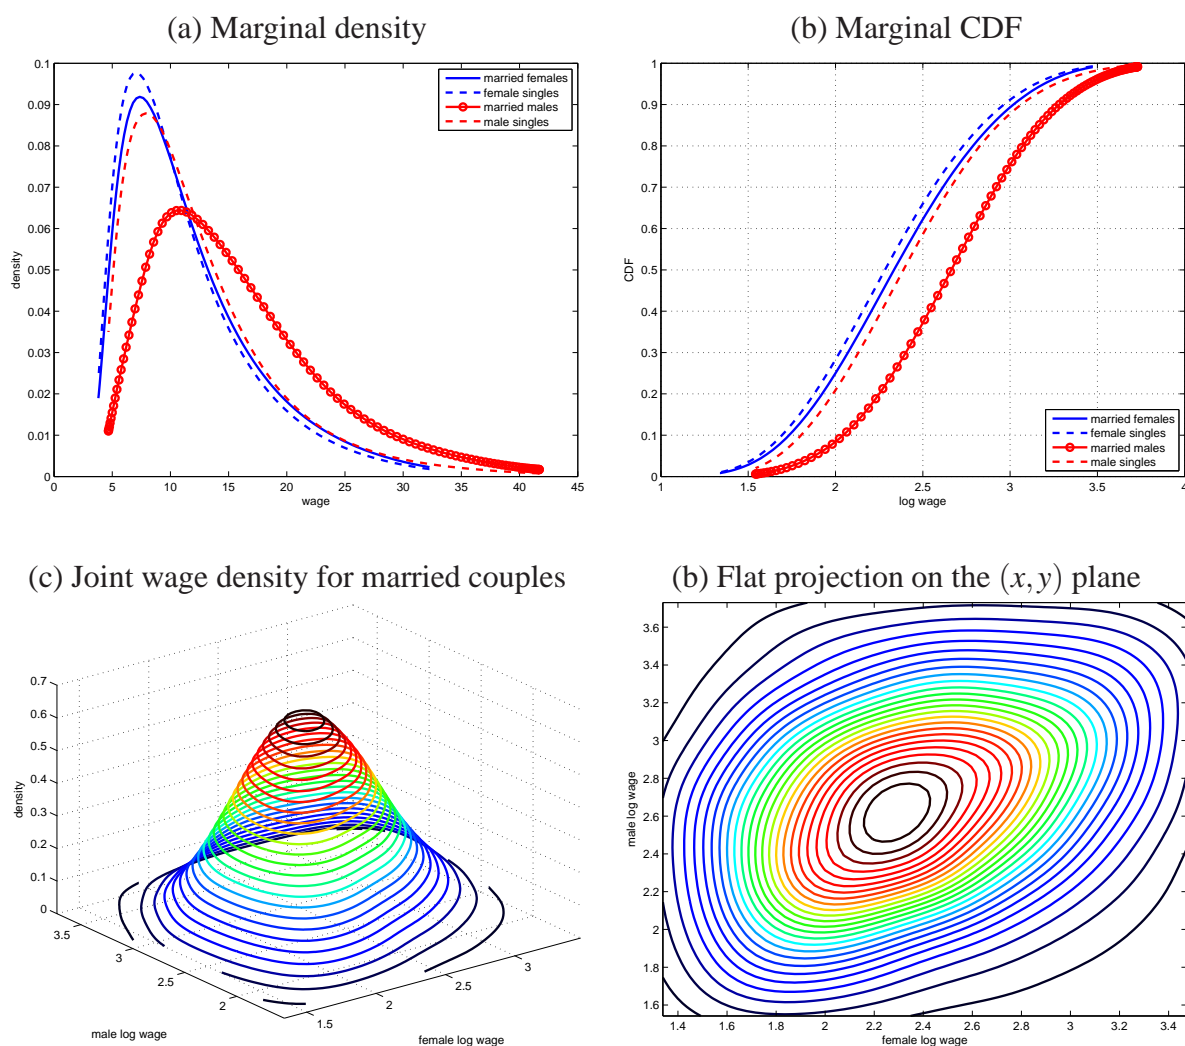 (a) Marginal density
0.1
0.09
0.08
0.07
0.06
0.05
0.04
0.03
0.02
0.01
0
density
0 5 10 15 20 25 30 35 40 45
wage
married females
female singles
married males
male singles
(b) Marginal CDF
1
0.9
0.8
0.7
0.6
0.5
0.4
0.3
0.2
0.1
0
CDF
1 1.5 2 2.5 3 3.5 4
log wage
married females
female singles
married males
male singles
(c) Joint wage density for married couples
0.7
0.6
0.5
0.4
0.3
0.2
0.1
0
density
3.5
3
2.5
2
male log wage
1.5
2
2.5
3
female log wage
(b) Flat projection on the (x,y) plane
3.6
3.4
3.2
3
2.8
2.6
2.4
2.2
2
1.8
1.6
male log wage
1.4 1.6 1.8 2 2.2 2.4 2.6 2.8 3 3.2 3.4
female log wage